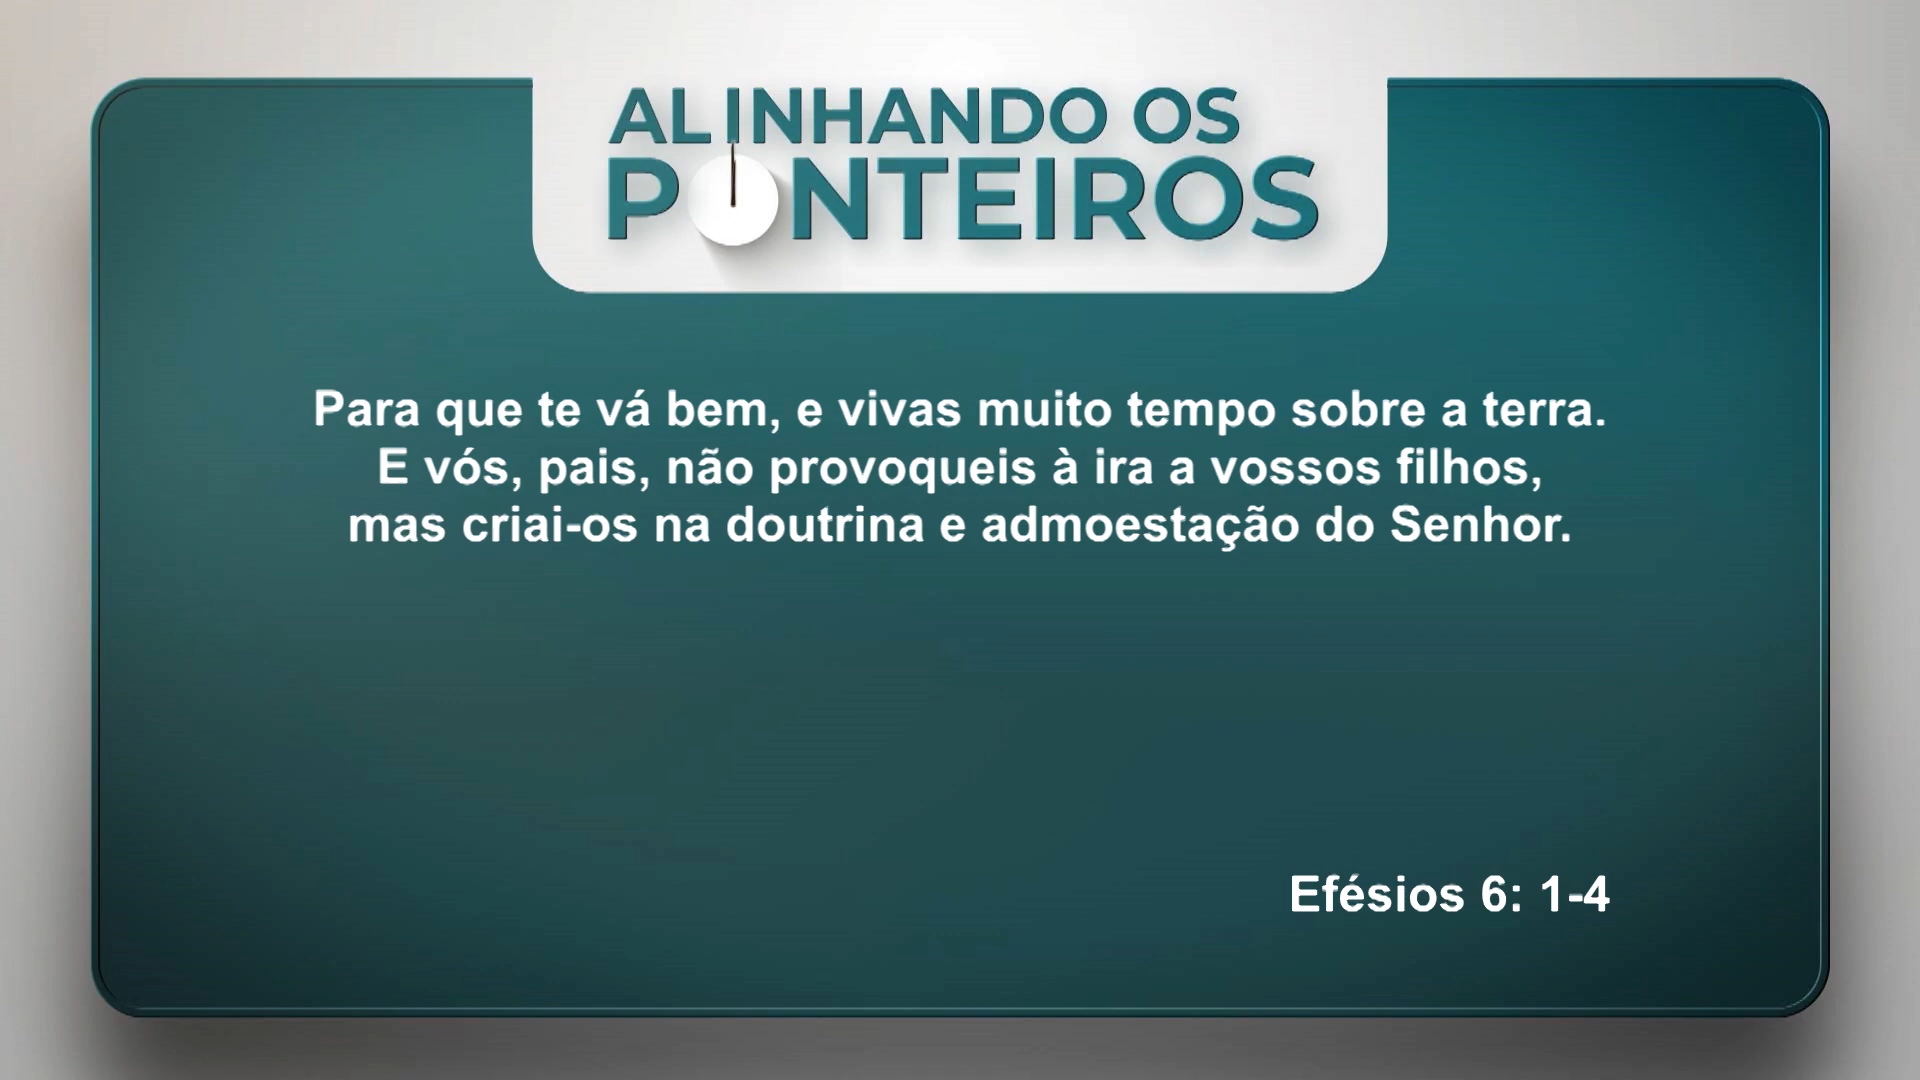 ALINHANDO OS
PONTEIROS
Para que te vá bem, e vivas muito tempo sobre a terra.
E vós, pais, não provoqueis à ira a vossos filhos,
mas criai-os na doutrina e admoestação do Senhor.
Efésios 6: 1-4